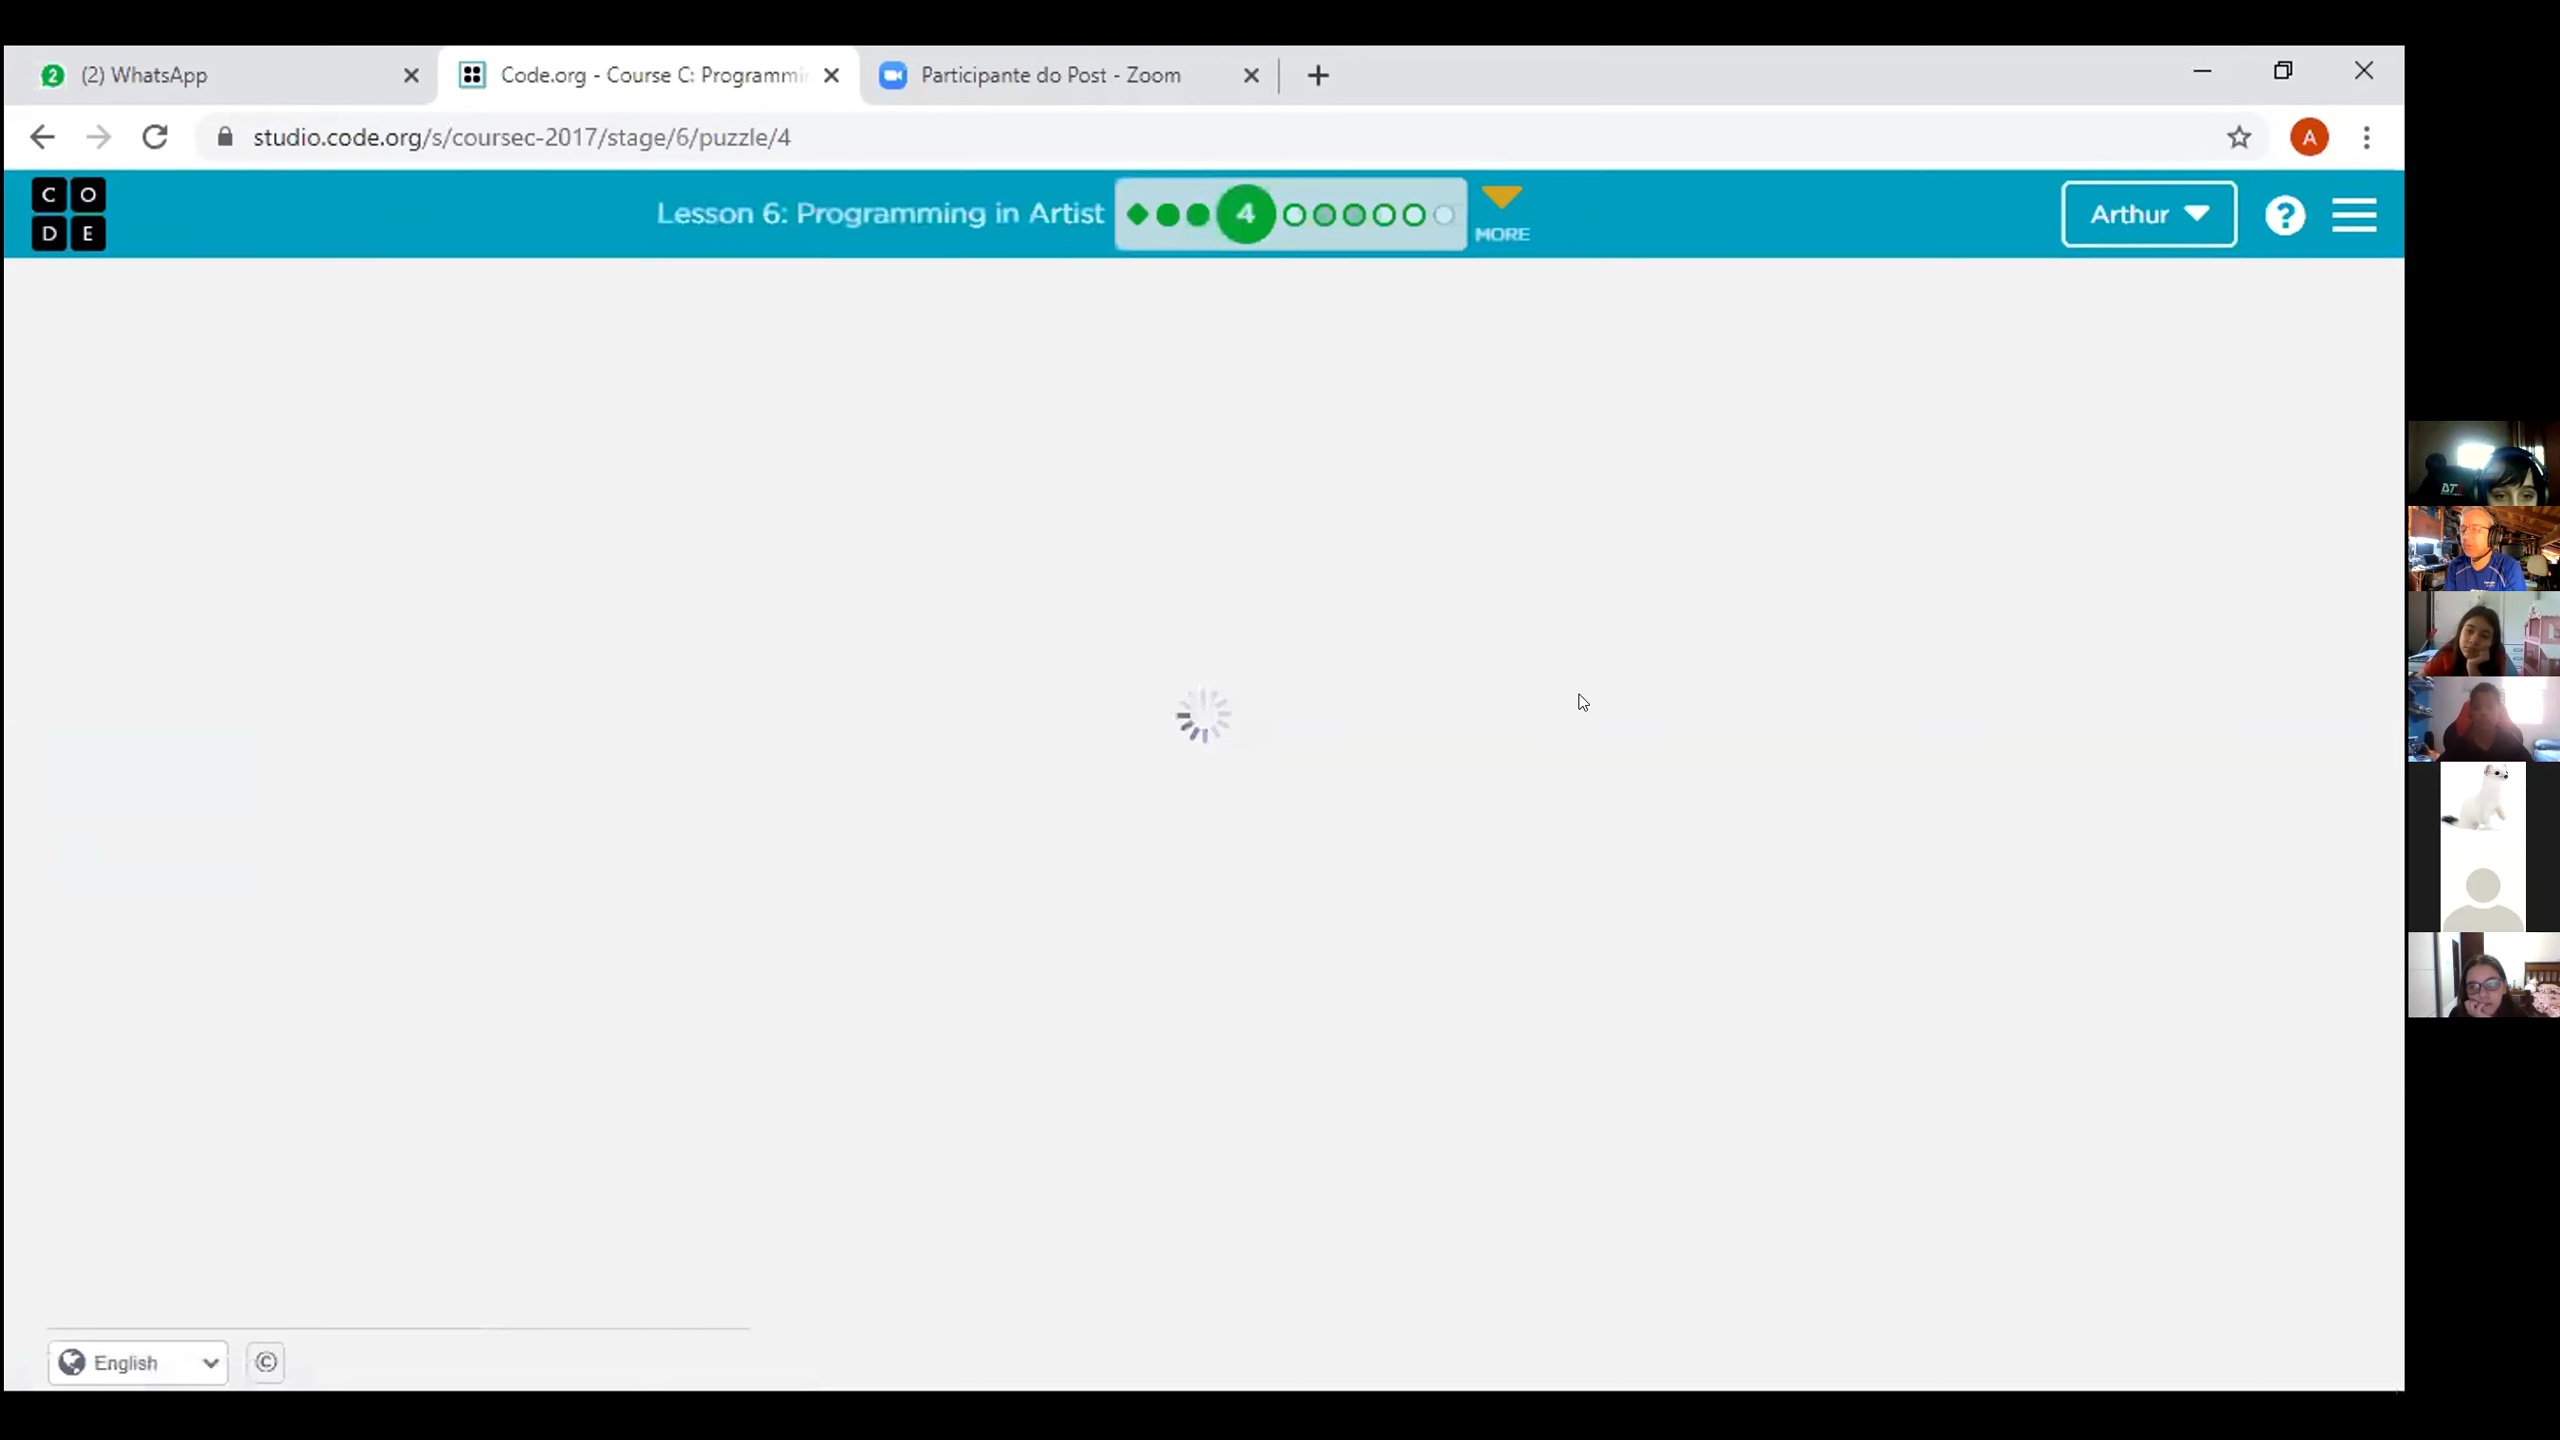 2 (2) WhatsApp
Code.org - Course C: Programmi
Participante do Post - Zoom
studio.code.org/s/coursec-2017/stage/6/puzzle/4
A
C O
D E
Lesson 6: Programming in Artist
4
MORE
Arthur
?
English
©